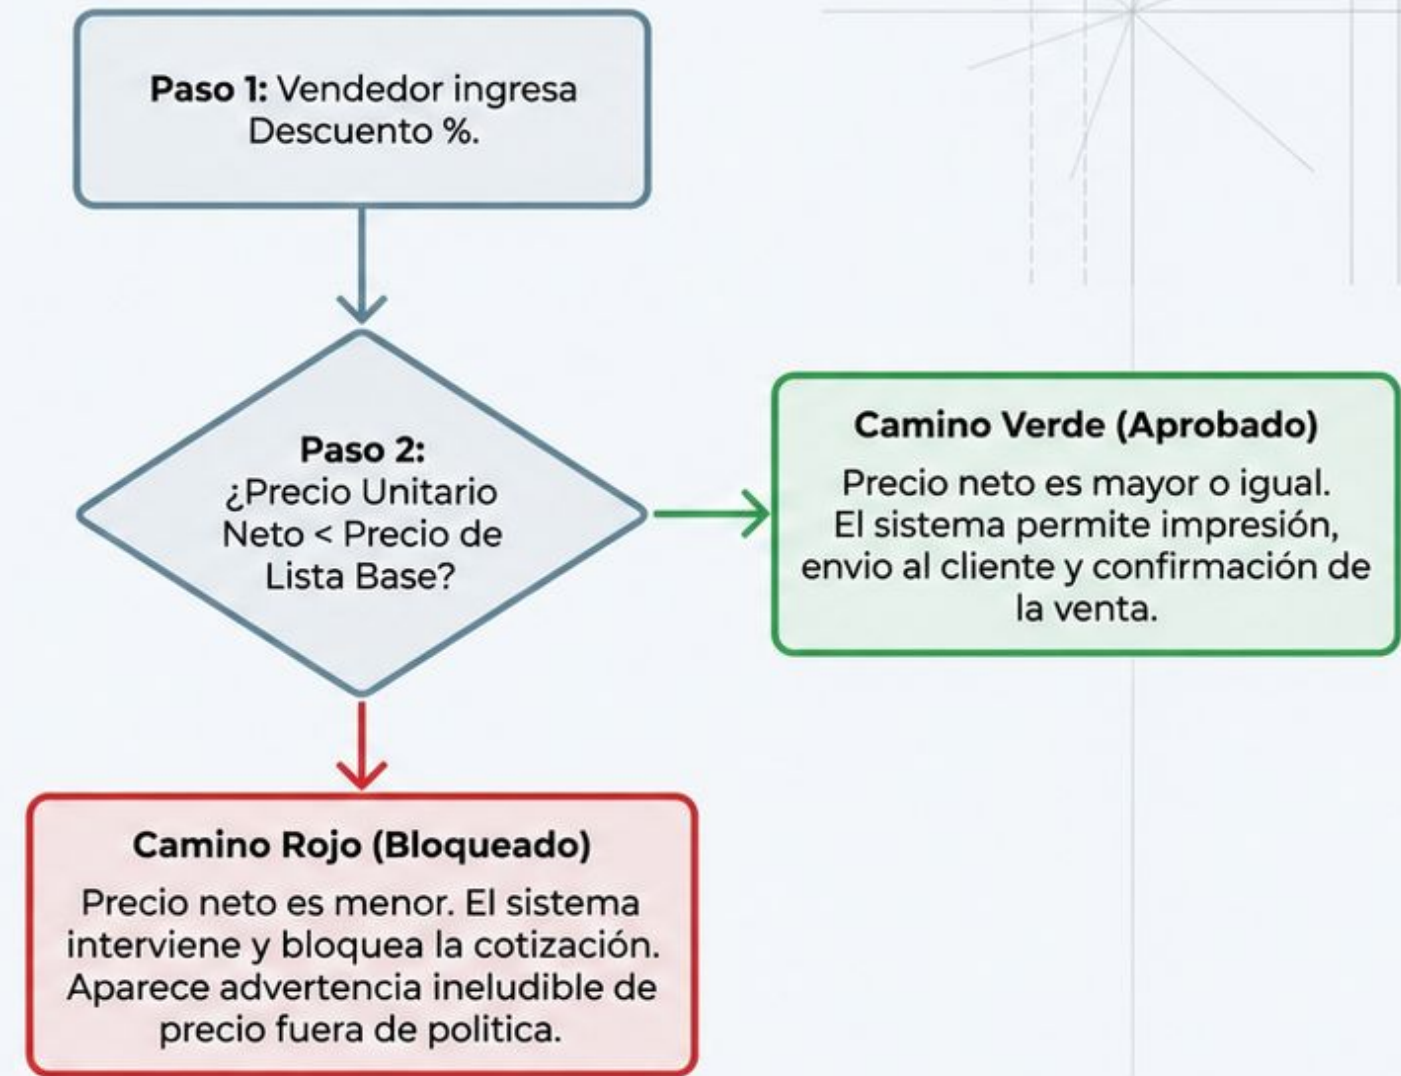 Paso 1: Vendedor ingresa
Descuento %.
Paso 2:
¿Precio Unitario
Neto < Precio de
Lista Base?
Camino Verde (Aprobado)
Precio neto es mayor o igual.
El sistema permite impresión,
envio al cliente y confirmación de
la venta.
Camino Rojo (Bloqueado)
Precio neto es menor. El sistema
interviene y bloquea la cotización.
Aparece advertencia ineludible de
precio fuera de politica.